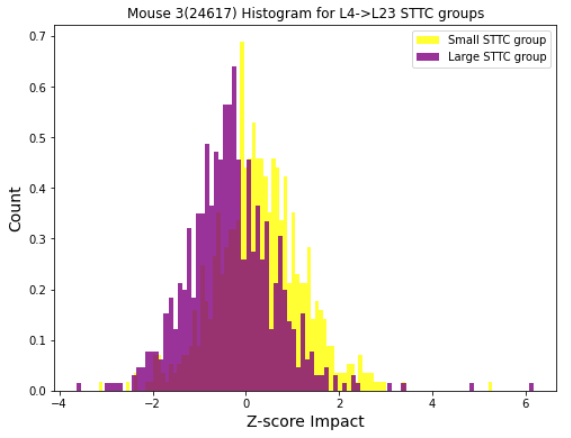 Mouse 3(24617) Histogram for L4->L23 STTC groups
Small STTC group
Large STTC group
Count
0.7
0.6
0.5
0.4
0.3
0.2
0.1
0.0
−4
−2
0
2
4
6
Z-score Impact